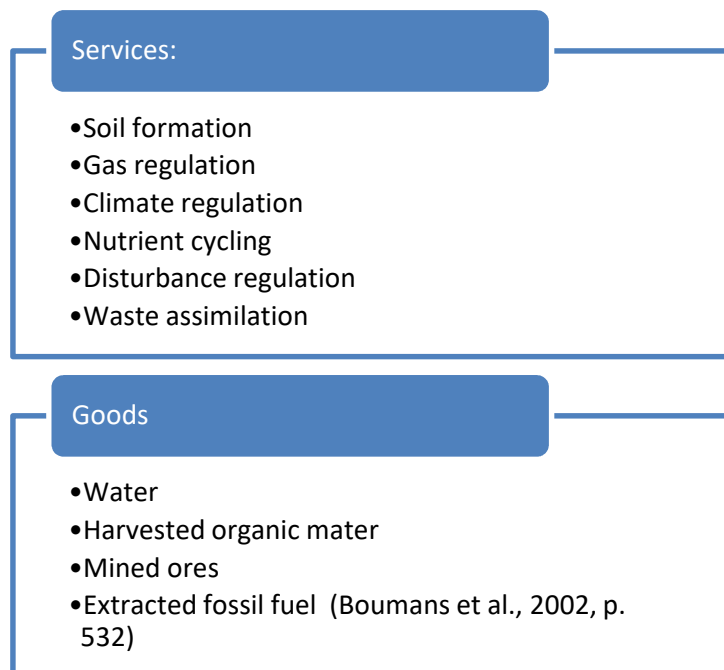 Services:
•Soil formation
•Gas regulation
•Climate regulation
•Nutrient cycling
•Disturbance regulation
•Waste assimilation
Goods
•Water
•Harvested organic mater
•Mined ores
•Extracted fossil fuel (Boumans et al., 2002, p.
532)